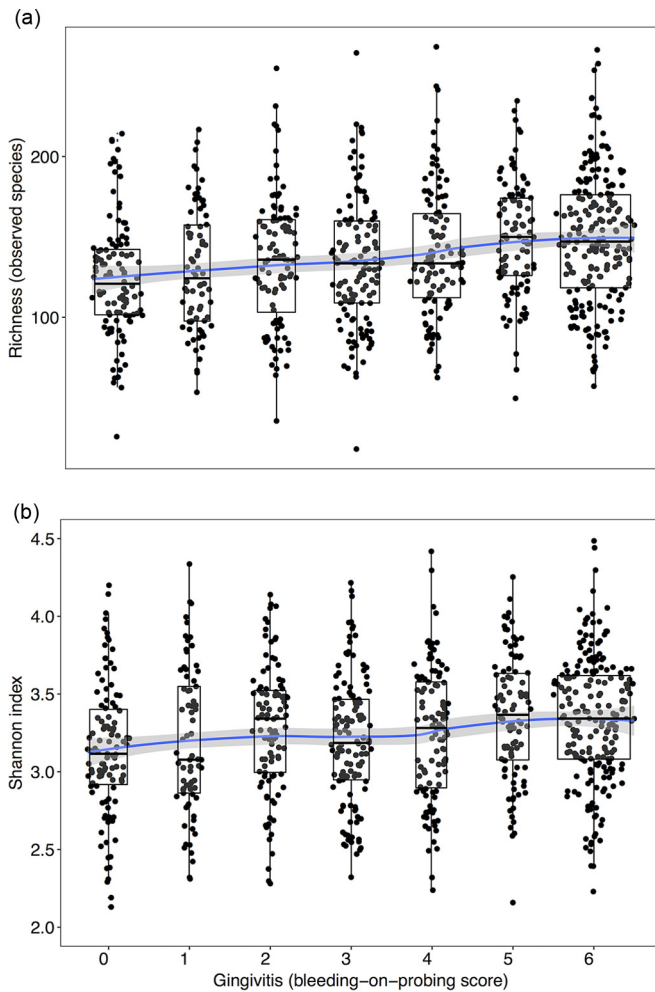 (a)
Richness (observed species)
200
100
(b)
Shannon index
4.5
4.0
3.5
3.0
2.5
2.0
0 1 2 3 4 5 6
Gingivitis (bleeding−on−probing score)